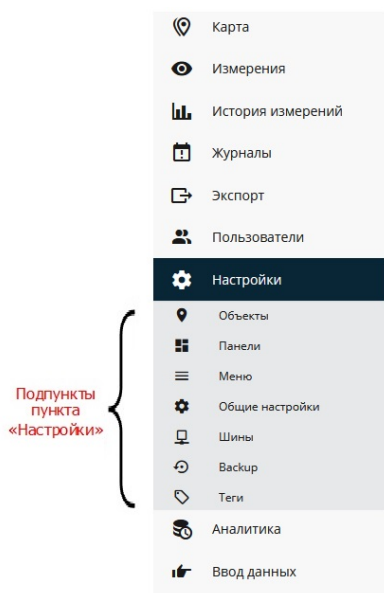 Карта
Измерения
История измерений
Журналы
Экспорт
Пользователи
Настройки
Объекты
Панели
Меню
Общие настройки
Шины
Backup
Теги
Подпункты
пункта
«Настройки»
Аналитика
Ввод данных